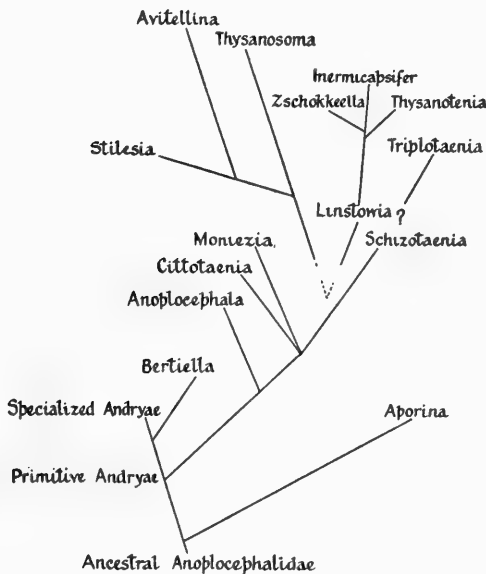 Avitellina
Thysanosoma
Inermicapsifer
Zschokkeella
Thysanotenia
Stilesia
Triplotaenia
Linstowia ?
Moniezia,
Schizotaenia
Cittotaenia
Anoplocephala
Bertiella
Specialized Andryae
Aporina
Primitive Andryae
Ancestral Anoplocephalidae